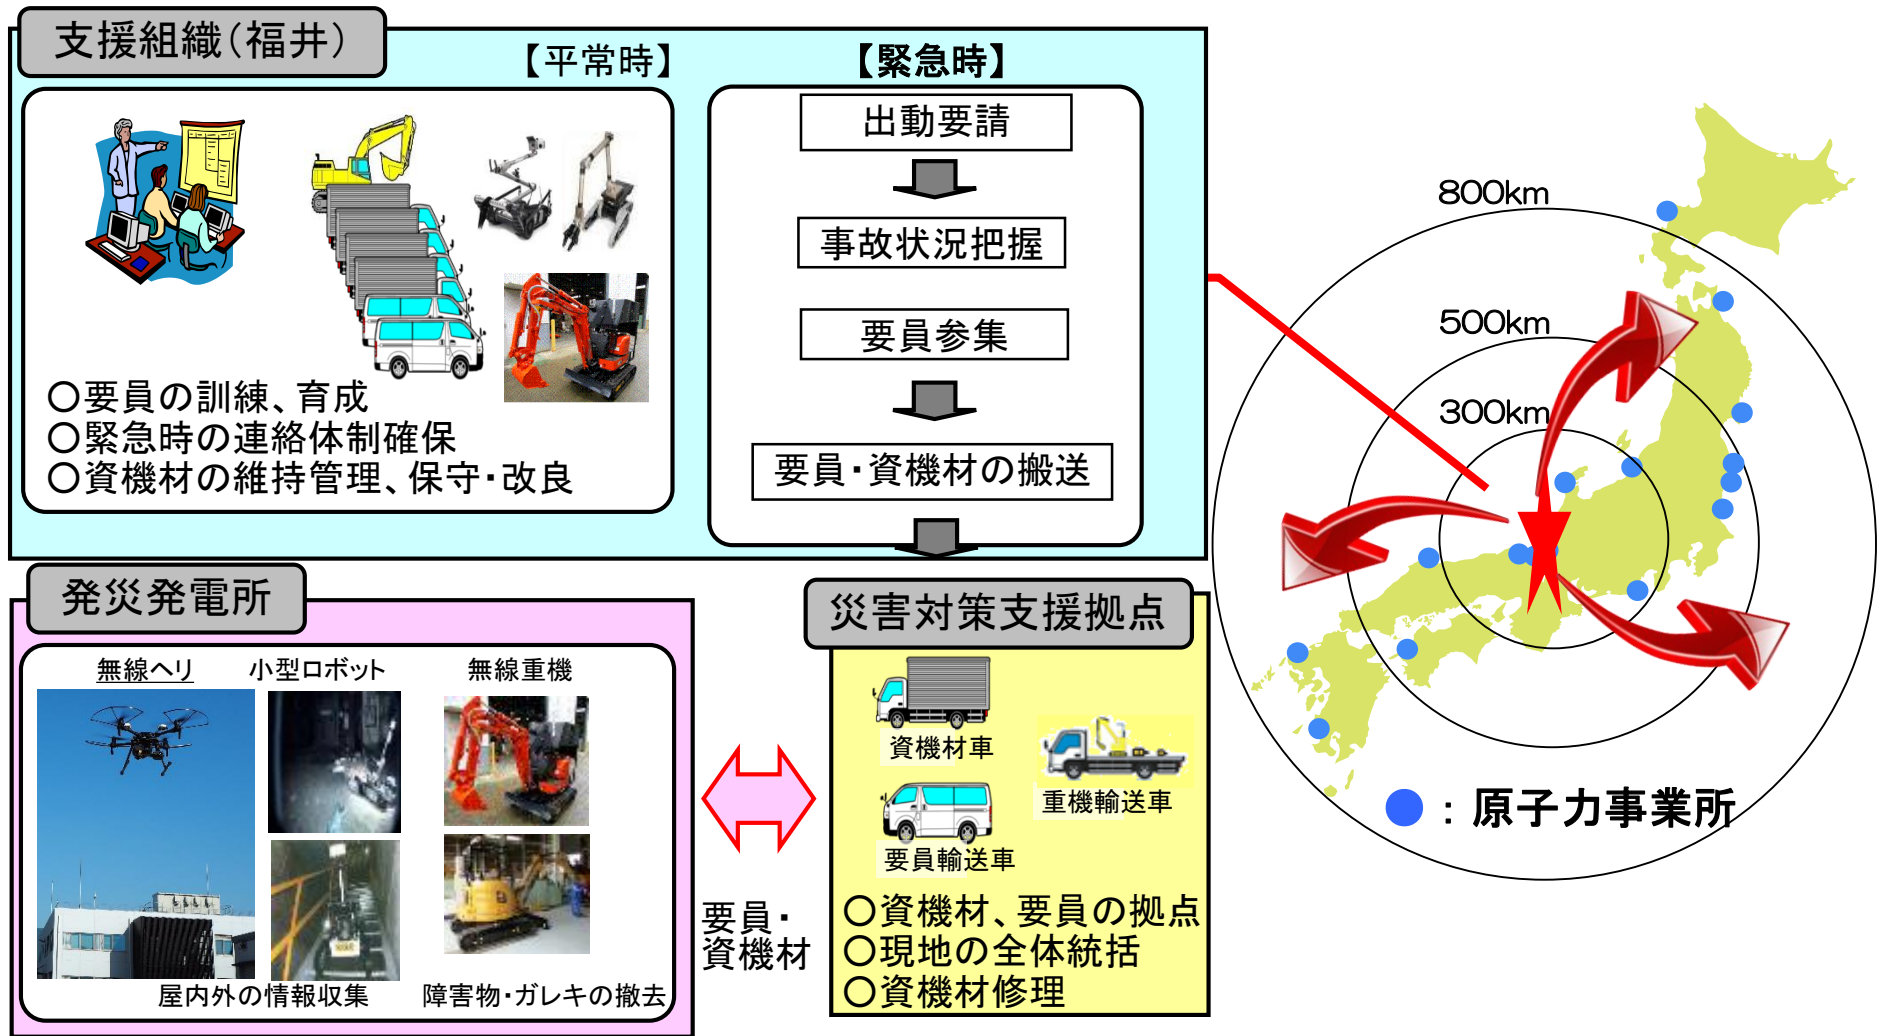 支援組織（福井）
【平常時】
【緊急時】
〇要員の訓練、育成
〇緊急時の連絡体制確保
〇資機材の維持管理、保守・改良
出動要請
事故状況把握
要員参集
要員・資機材の搬送
発災発電所
無線ヘリ
小型ロボット
無線重機
屋内外の情報収集
障害物・ガレキの撤去
要員・
資機材
災害対策支援拠点
資機材車
重機輸送車
要員輸送車
〇資機材、要員の拠点
〇現地の全体統括
〇資機材修理
800km
500km
300km
：原子力事業所